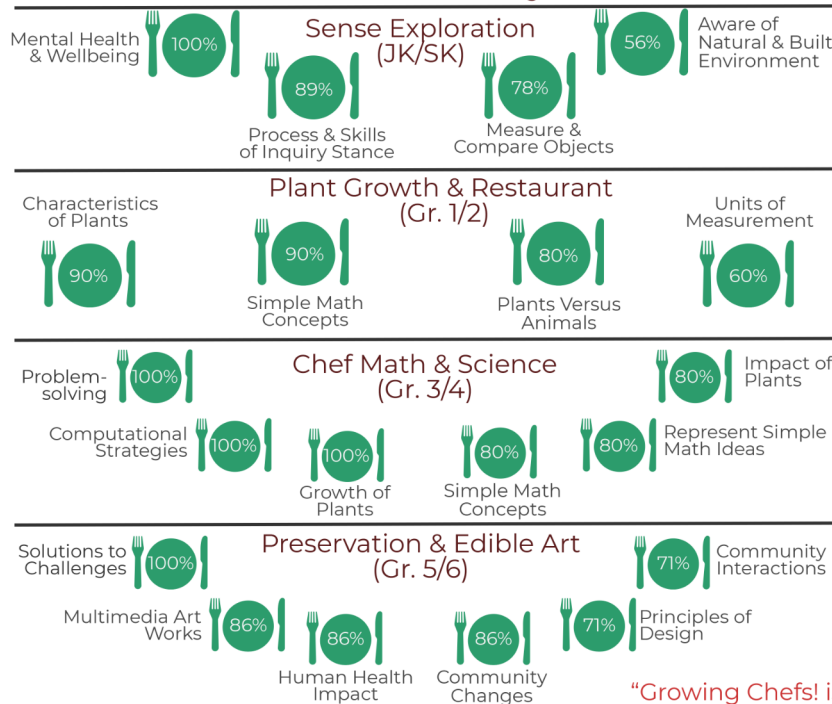 Sense Exploration
(JK/SK)
Mental Health
& Wellbeing
100%
89%
Process & Skills
of Inquiry Stance
78%
Measure &
Compare Objects
56%
Aware of
Natural & Built
Environment
Plant Growth & Restaurant
(Gr. 1/2)
Characteristics
of Plants
90%
90%
Simple Math
Concepts
80%
Plants Versus
Animals
Units of
Measurement
60%
Chef Math & Science
(Gr. 3/4)
Problem-
solving
100%
Computational
Strategies
100%
100%
Growth of
Plants
80%
Simple Math
Concepts
80%
Represent Simple
Math Ideas
80%
Impact of
Plants
Preservation & Edible Art
(Gr. 5/6)
Solutions to
Challenges
100%
Multimedia Art
Works
86%
86%
Human Health
Impact
86%
Community
Changes
71%
Principles of
Design
71%
Community
Interactions
“Growing Chefs! i